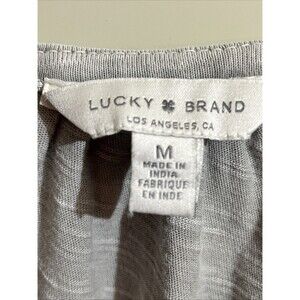 LUCKY BRAND
LOS ANGELES, CA
M
MADE IN
INDIA
FABRIQUE
EN INDE